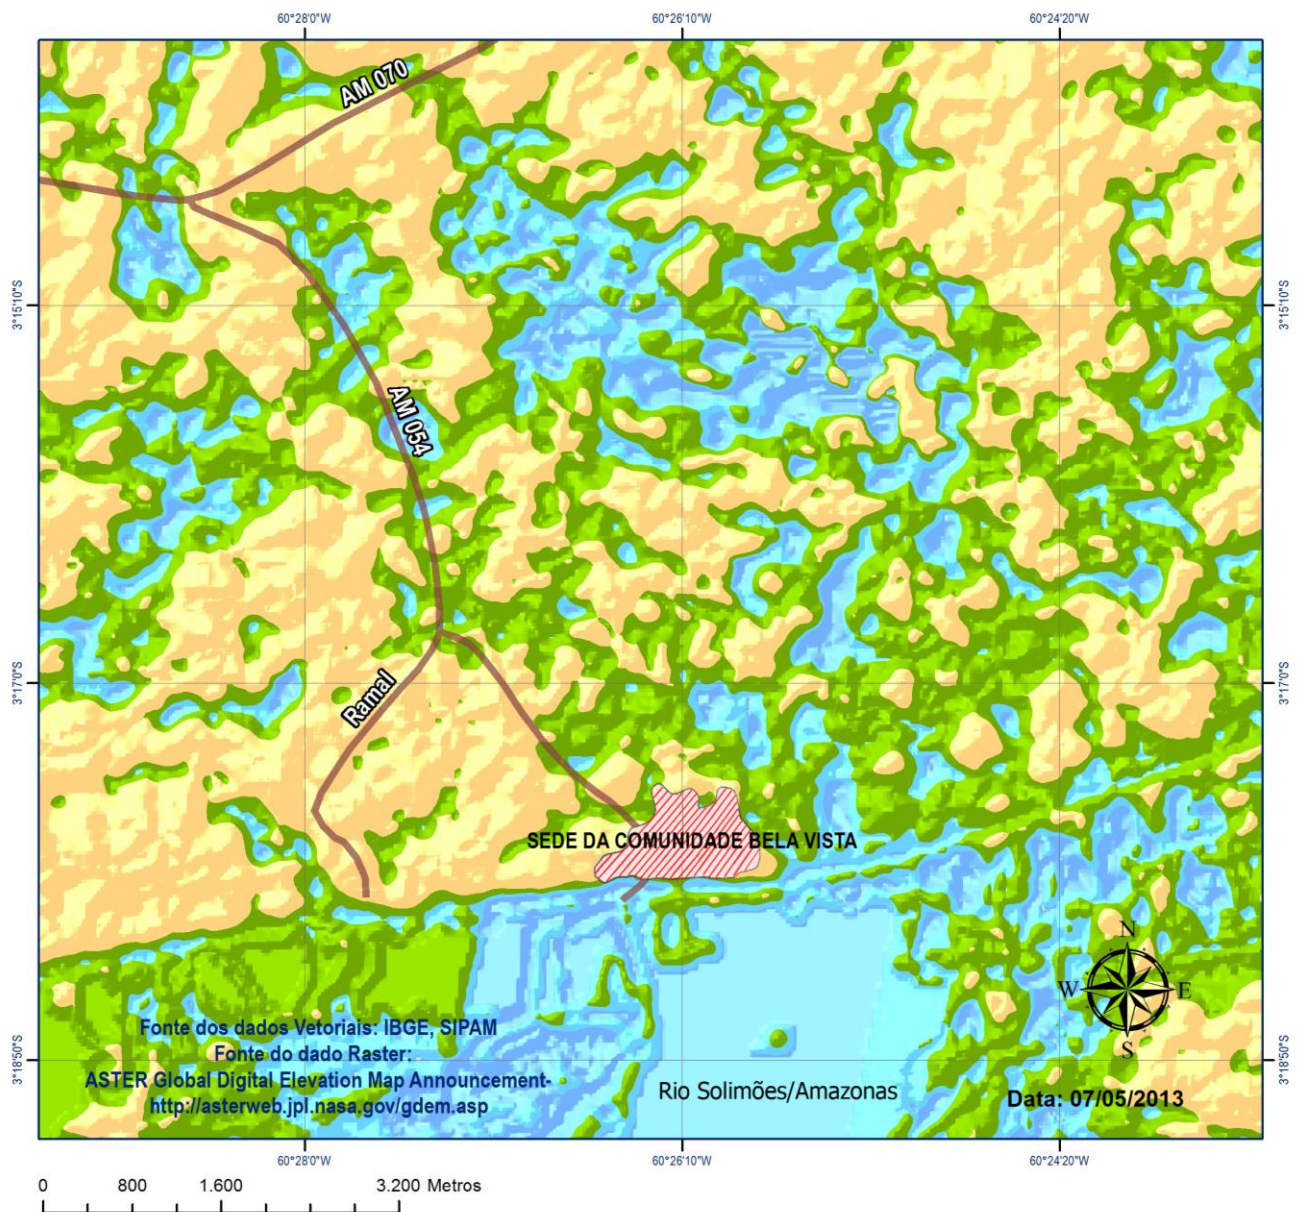 60°28'0"W 60°26'10"W 60°24'20"W
AM 070
3°15'10"S 3°15'10"S
AM 054
3°17'0"S 3°17'0"S
Ramal
SEDE DA COMUNIDADE BELA VISTA
N
W E
S
Fonte dos dados Vetoriais: IBGE, SIPAM
Fonte do dado Raster:
ASTER Global Digital Elevation Map Announcement-
http://asterweb.jpl.nasa.gov/gdem.asp
3°18'50"S 3°18'50"S
Rio Solimões/Amazonas
Data: 07/05/2013
60°28'0"W 60°26'10"W 60°24'20"W
0 800 1.600 3.200 Metros